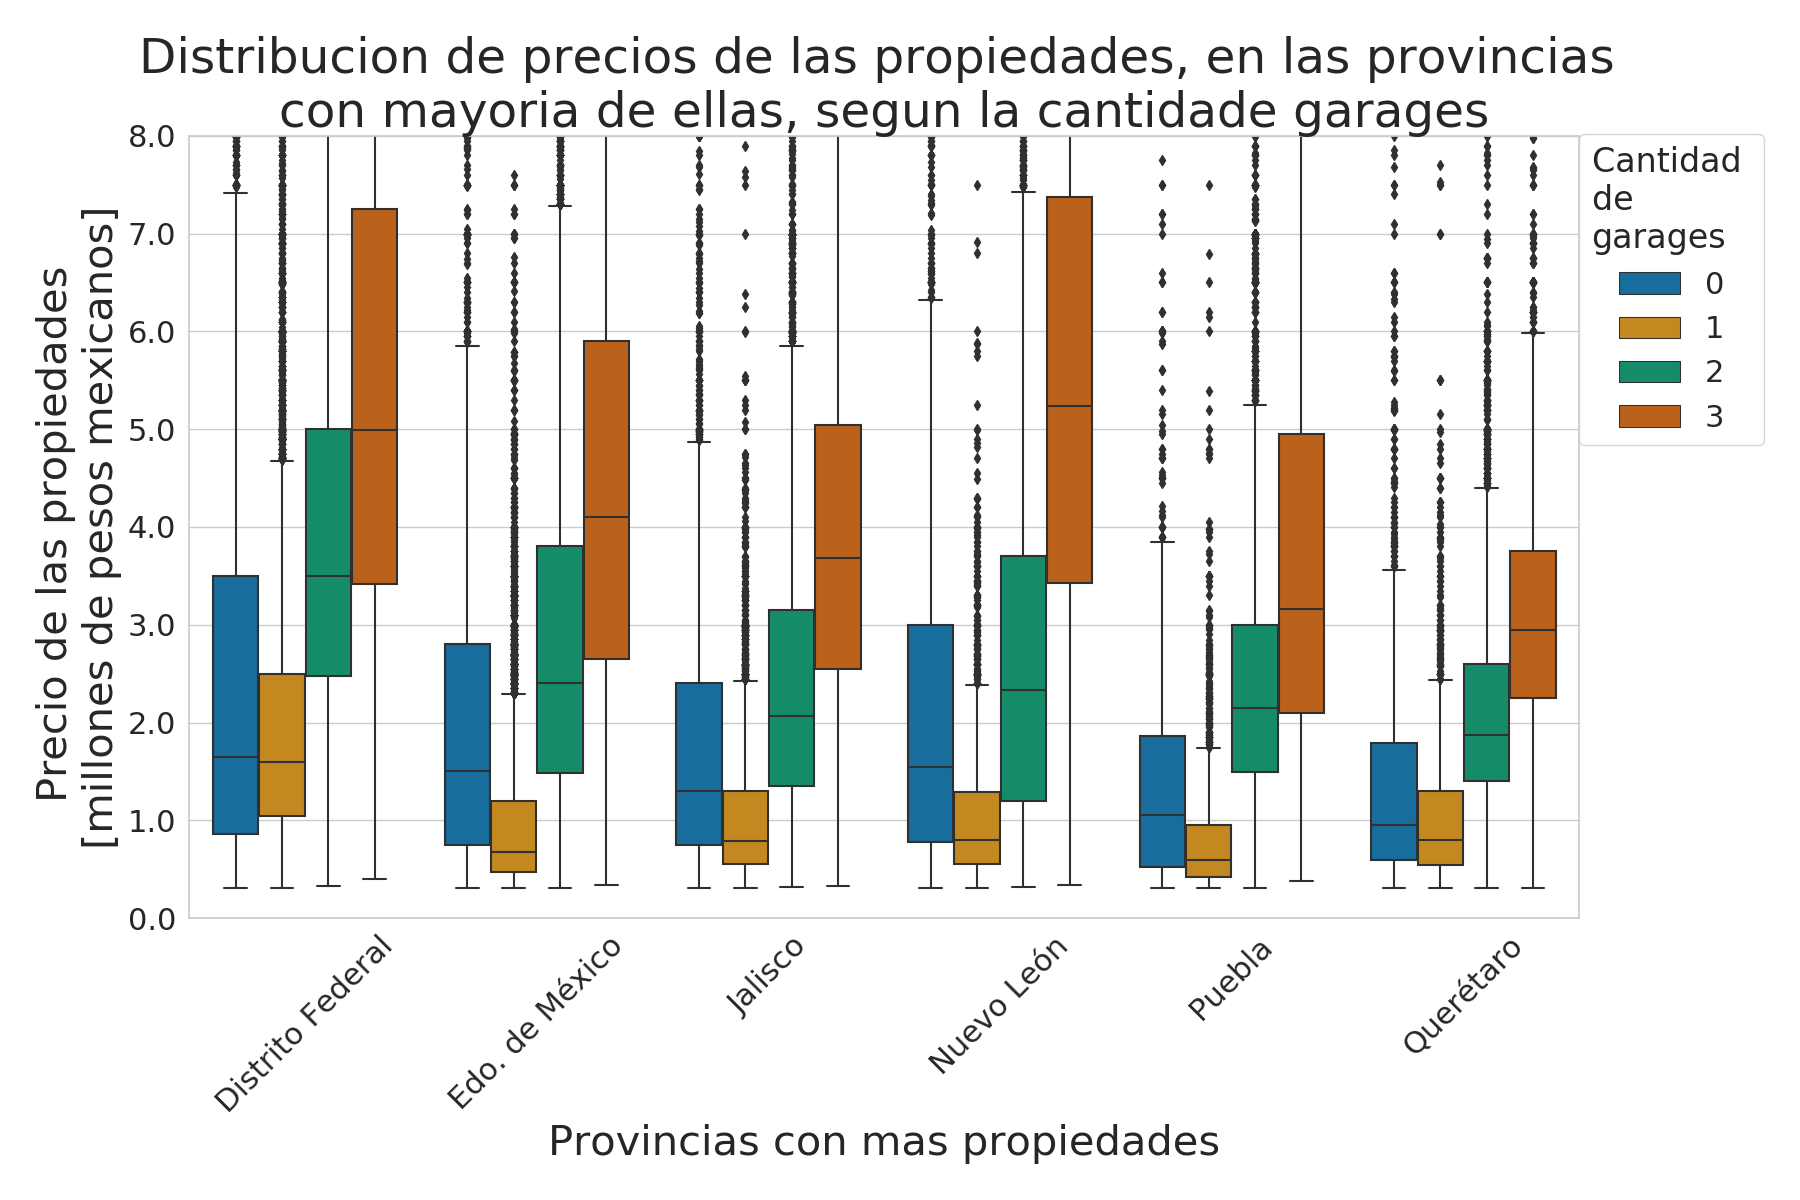 Distribucion de precios de las propiedades, en las provincias
con mayoria de ellas, segun la cantidade garages
Precio de las propiedades
[millones de pesos mexicanos]
8.0
7.0
6.0
5.0
4.0
3.0
2.0
1.0
0.0
Cantidad
de
garages
0
1
2
3
Distrito Federal
Edo. de México
Jalisco
Nuevo León
Puebla
Querétaro
Provincias con mas propiedades